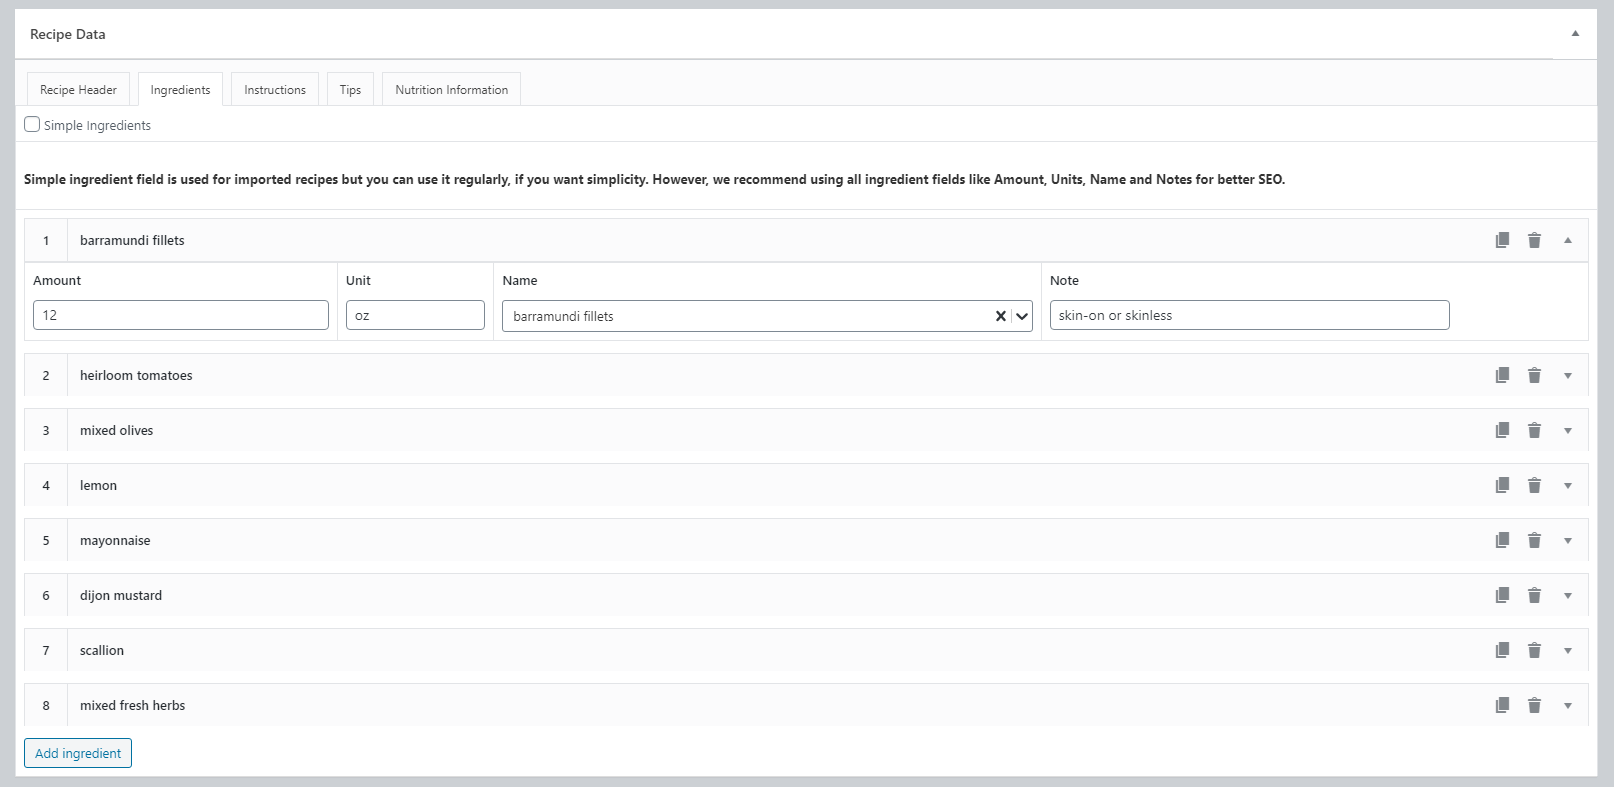 Recipe Data
Recipe Header Ingredients Instructions Tips Nutrition Information
Simple Ingredients
Simple ingredient field is used for imported recipes but you can use it regularly, if you want simplicity. However, we recommend using all ingredient fields like Amount, Units, Name and Notes for better SEO.
1 barramundi fillets
Amount Unit Name Note
12 oz barramundi fillets skin-on or skinless
2 heirloom tomatoes
3 mixed olives
4 lemon
5 mayonnaise
6 dijon mustard
7 scallion
8 mixed fresh herbs
Add ingredient